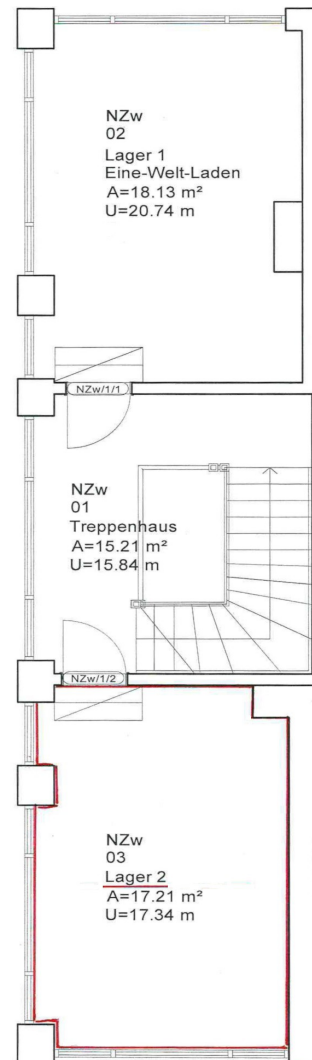 NZw
02
Lager 1
Eine-Welt-Laden
A=18.13 m²
U=20.74 m
NZw/1/1
NZw
01
Treppenhaus
A=15.21 m²
U=15.84 m
NZw/1/2
NZw
03
Lager 2
A=17.21 m²
U=17.34 m